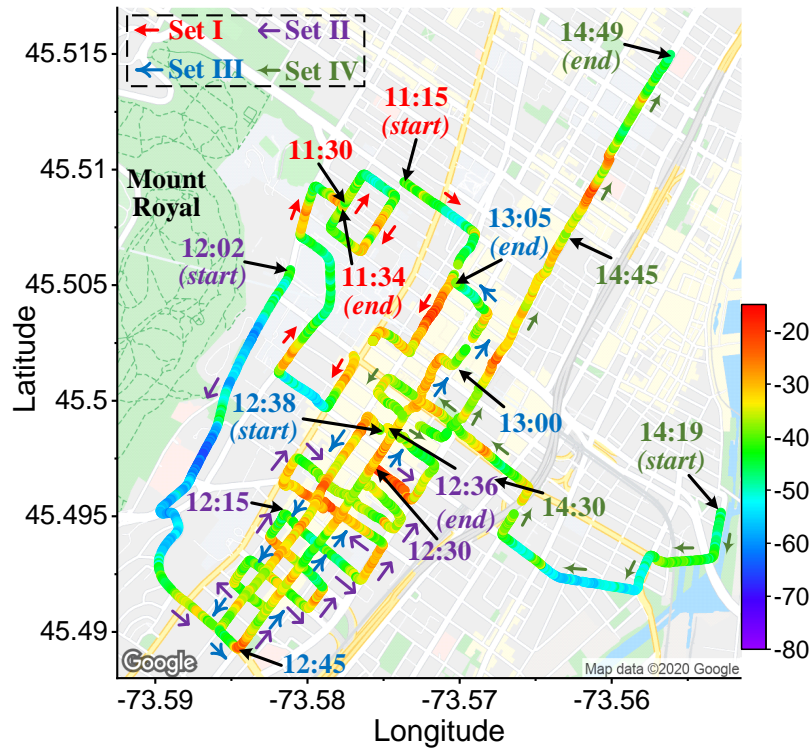 Set I
Set II
Set III
Set IV
14:49
(end)
11:15
(start)
11:30
Mount
Royal
13:05
(end)
12:02
(start)
11:34
(end)
14:45
12:38
(start)
13:00
14:19
(start)
12:15
12:36
(end)
14:30
12:30
12:45
Google
Map data ©2020 Google
45.515
45.51
45.505
45.5
45.495
45.49
Latitude
-73.59
-73.58
-73.57
-73.56
Longitude
-20
-30
-40
-50
-60
-70
-80